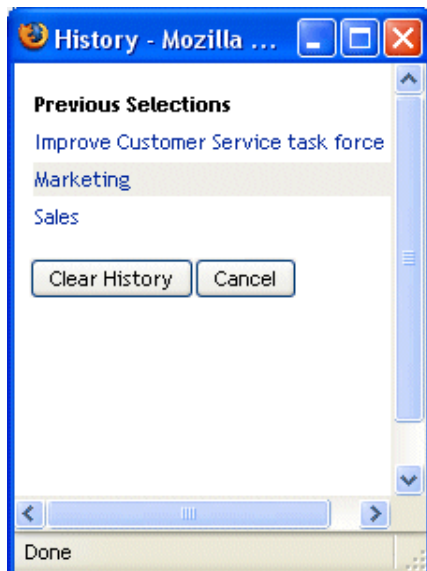 History - Mozilla ...
Previous Selections
Improve Customer Service task force
Marketing
Sales
Clear History Cancel
Done